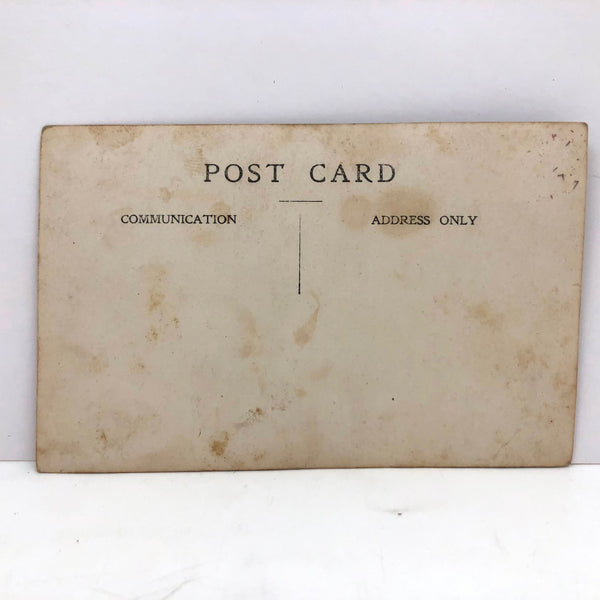 POST CARD
COMMUNICATION
ADDRESS ONLY